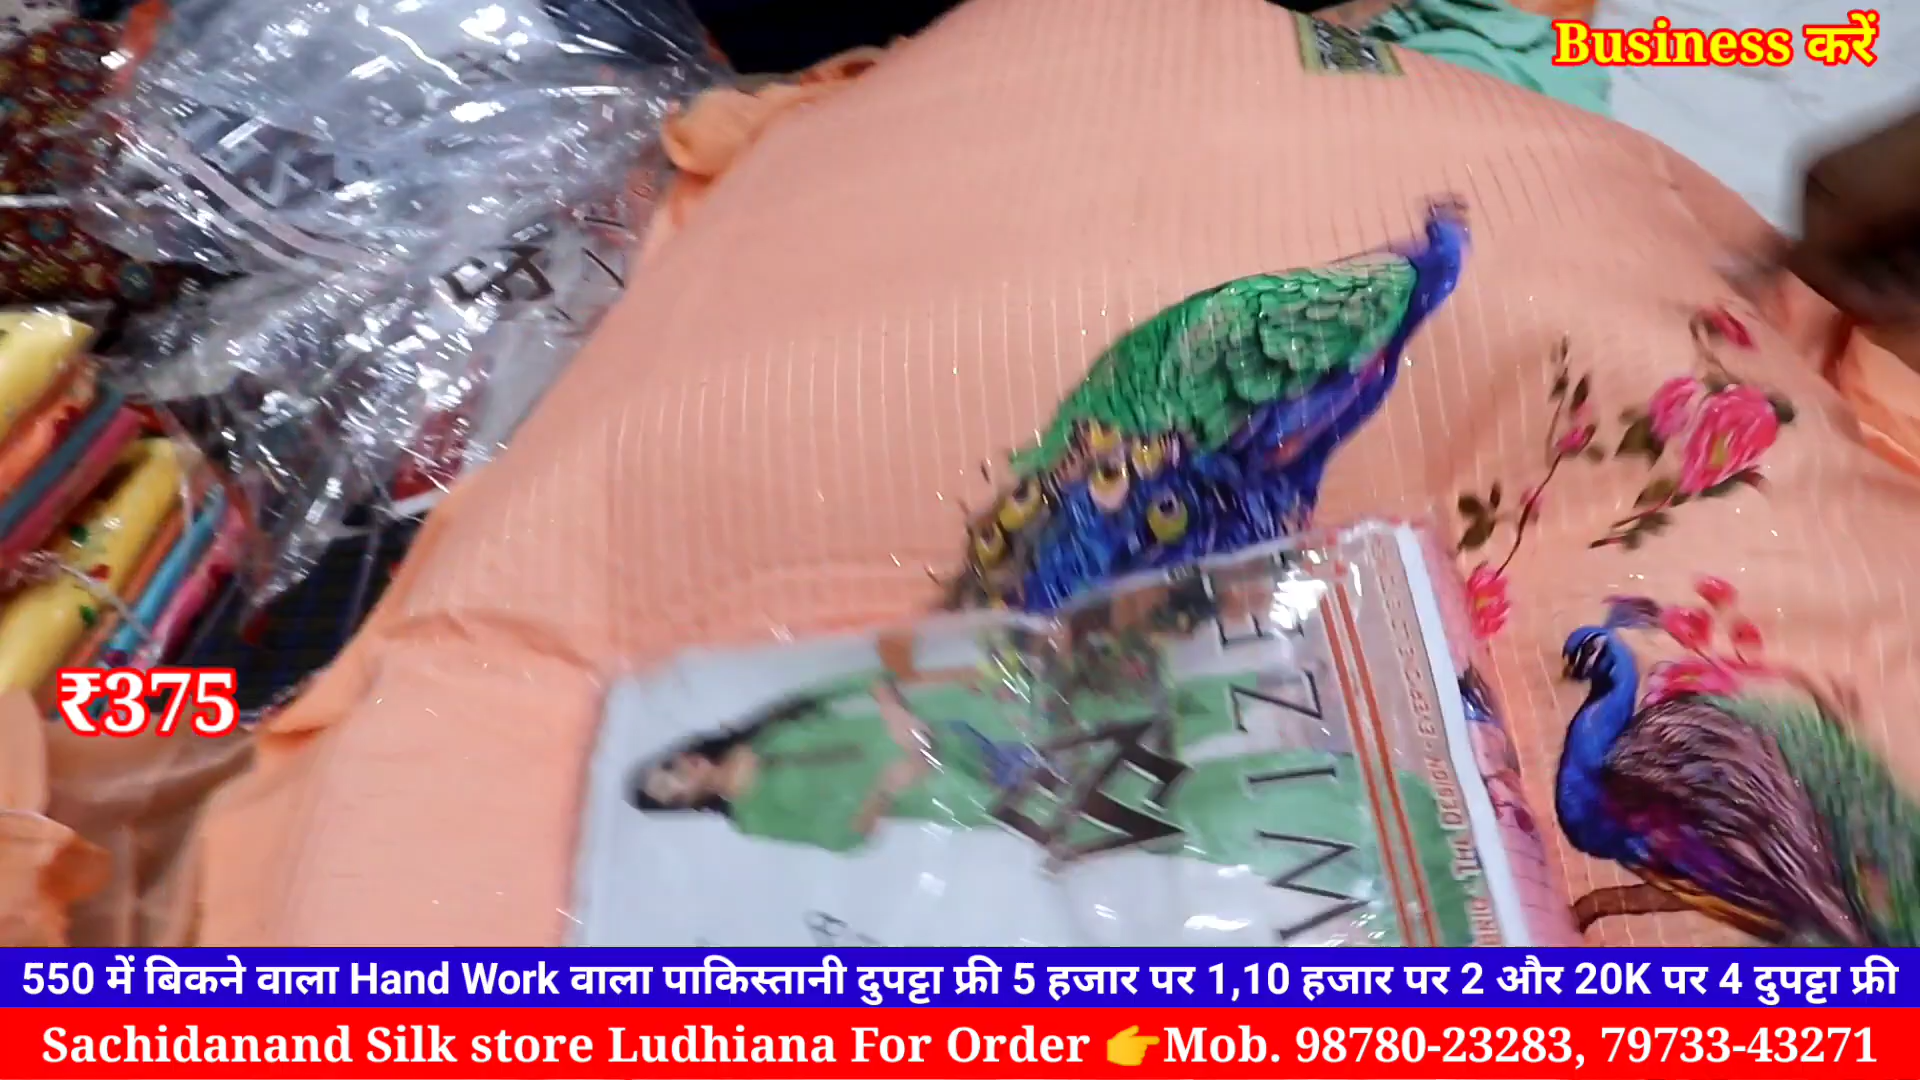 Business करें
₹375
WIZE
550 में बिकने वाला Hand Work वाला पाकिस्तानी दुपट्टा फ्री 5 हजार पर 1,10 हजार पर 2 और 20K पर 4 दुपट्टा फ्री
Sachidanand Silk store Ludhiana For Order 👉Mob. 98780-23283, 79733-43271